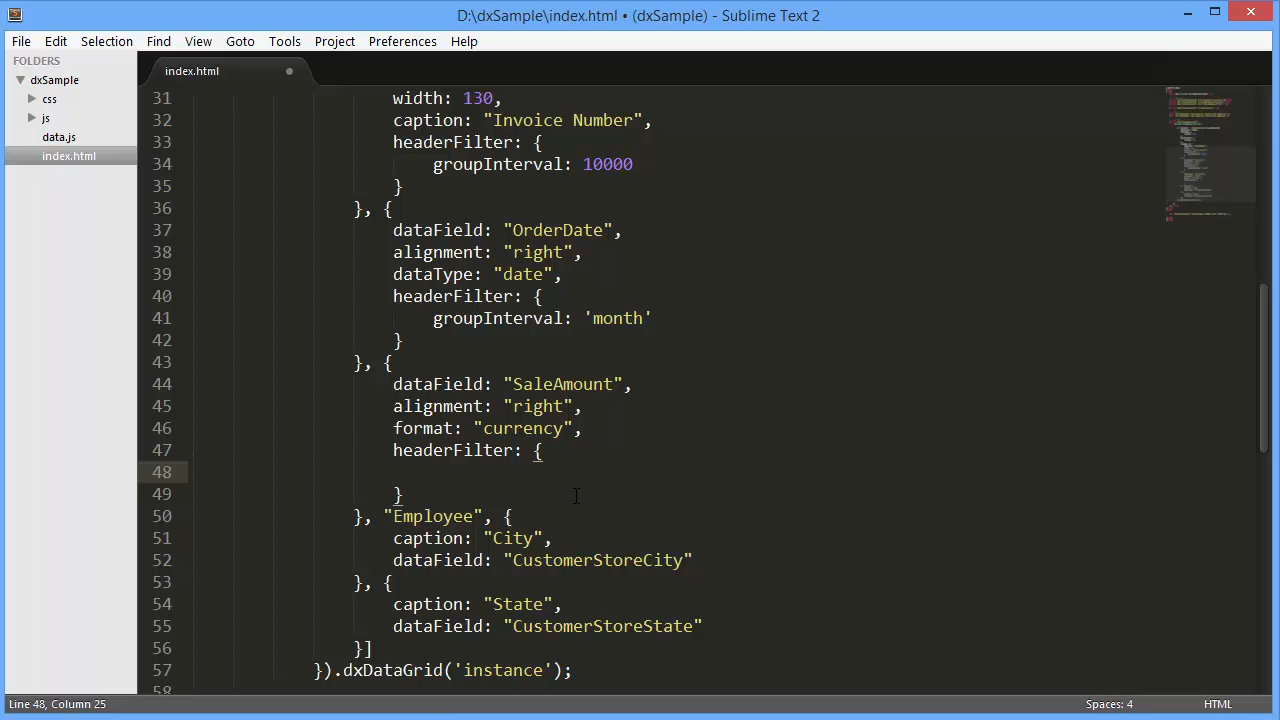 D:\dxSample\index.html • (dxSample) - Sublime Text 2
File Edit Selection Find View Goto Tools Project Preferences Help
FOLDERS
dxSample
css
js
data.js
index.html
index.html
31 width: 130,
32 caption: "Invoice Number",
33 headerFilter: {
34 groupInterval: 10000
35 }
36 }, {
37 dataField: "OrderDate",
38 alignment: "right",
39 dataType: "date",
40 headerFilter: {
41 groupInterval: 'month'
42 }
43 }, {
44 dataField: "SaleAmount",
45 alignment: "right",
46 format: "currency",
47 headerFilter: {
48
49 }
50 }, "Employee", {
51 caption: "City",
52 dataField: "CustomerStoreCity"
53 }, {
54 caption: "State",
55 dataField: "CustomerStoreState"
56 }]
57 }).dxDataGrid('instance');
58
Line 48, Column 25 Spaces: 4 HTML